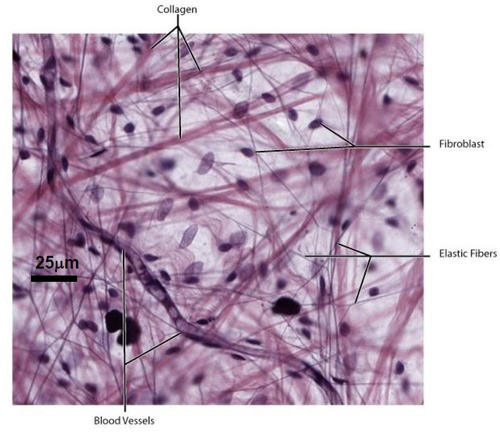 Collagen
Fibroblast
Elastic Fibers
25µm
Blood Vessels